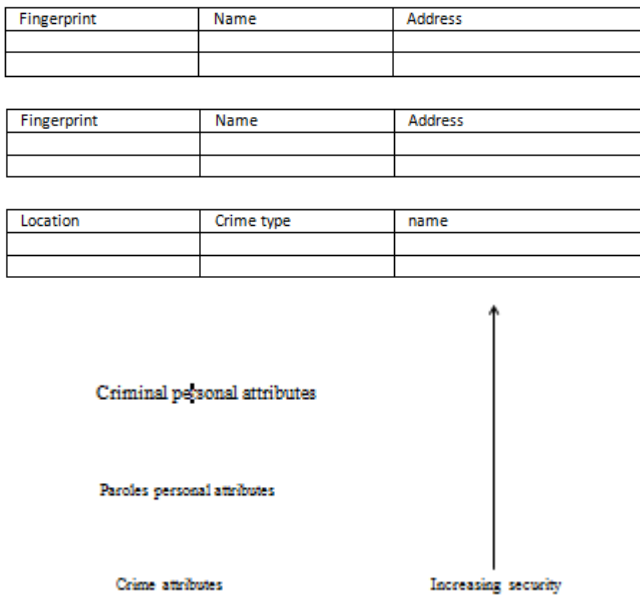 Fingerprint Name Address
Fingerprint Name Address
Location Crime type name
Criminal personal attributes
Paroles personal attributes
Crime attributes Increasing security